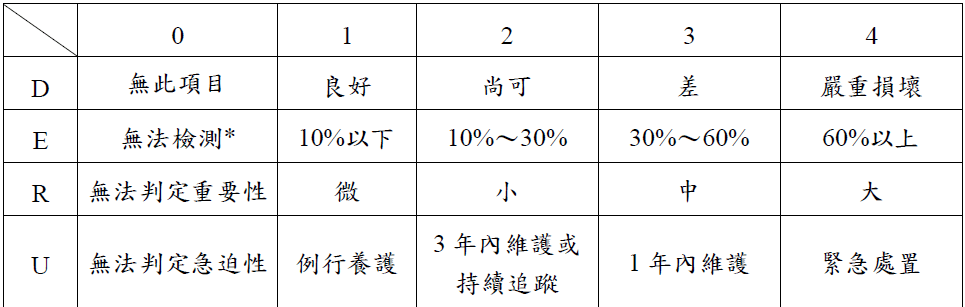 0 1 2 3 4
D 無此項目 良好 尚可 差 嚴重損壞
E 無法檢測* 10%以下 10%～30% 30%～60% 60%以上
R 無法判定重要性 微 小 中 大
U 無法判定急迫性 例行養護 3 年內維護或 1 年內維護 緊急處置
持續追蹤